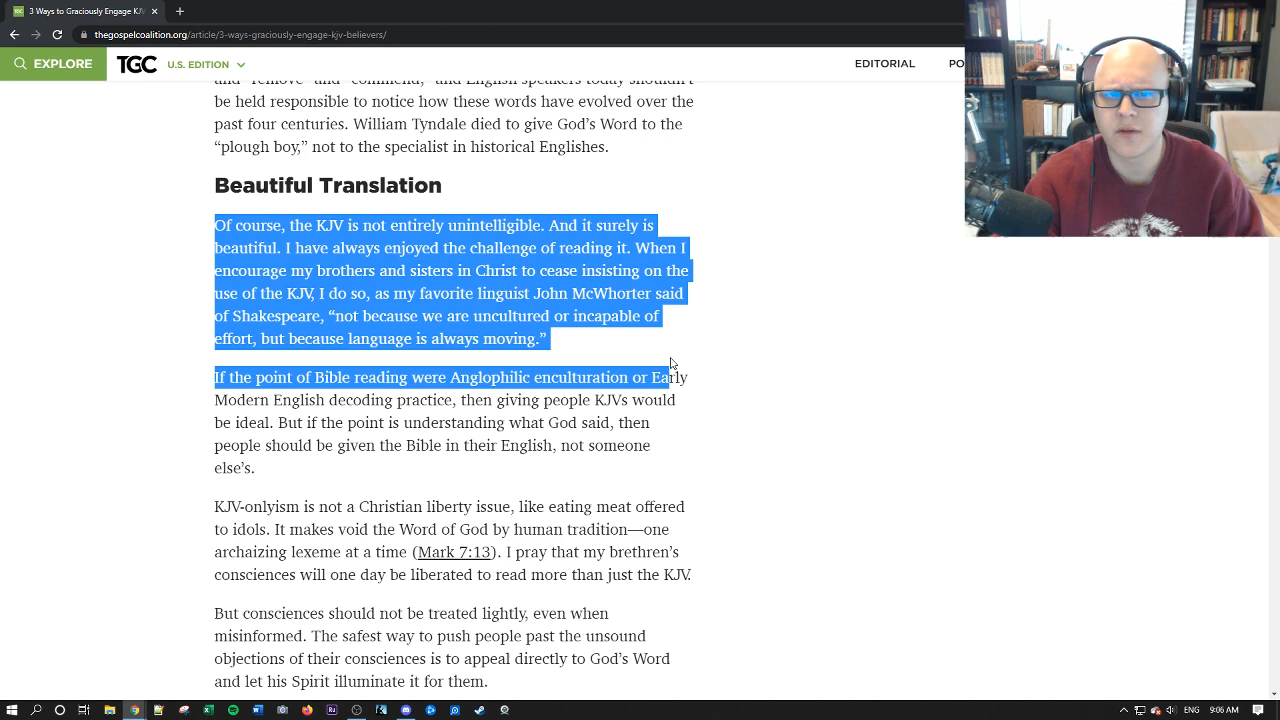 3 Ways to Graciously Engage KJV
thegospelcoalition.org/article/3-ways-graciously-engage-kjv-believers/
EXPLORE
TGC
U.S. EDITION
EDITORIAL
PO
and “remove” and “commend,” and English speakers today shouldn’t
be held responsible to notice how these words have evolved over the
past four centuries. William Tyndale died to give God’s Word to the
“plough boy,” not to the specialist in historical Englishes.
Beautiful Translation
Of course, the KJV is not entirely unintelligible. And it surely is
beautiful. I have always enjoyed the challenge of reading it. When I
encourage my brothers and sisters in Christ to cease insisting on the
use of the KJV, I do so, as my favorite linguist John McWhorter said
of Shakespeare, “not because we are uncultured or incapable of
effort, but because language is always moving.”
If the point of Bible reading were Anglophilic enculturation or Early
Modern English decoding practice, then giving people KJVs would
be ideal. But if the point is understanding what God said, then
people should be given the Bible in their English, not someone
else’s.
KJV-onlyism is not a Christian liberty issue, like eating meat offered
to idols. It makes void the Word of God by human tradition—one
archaizing lexeme at a time (Mark 7:13). I pray that my brethren’s
consciences will one day be liberated to read more than just the KJV.
But consciences should not be treated lightly, even when
misinformed. The safest way to push people past the unsound
objections of their consciences is to appeal directly to God’s Word
and let his Spirit illuminate it for them.
ENG
9:06 AM